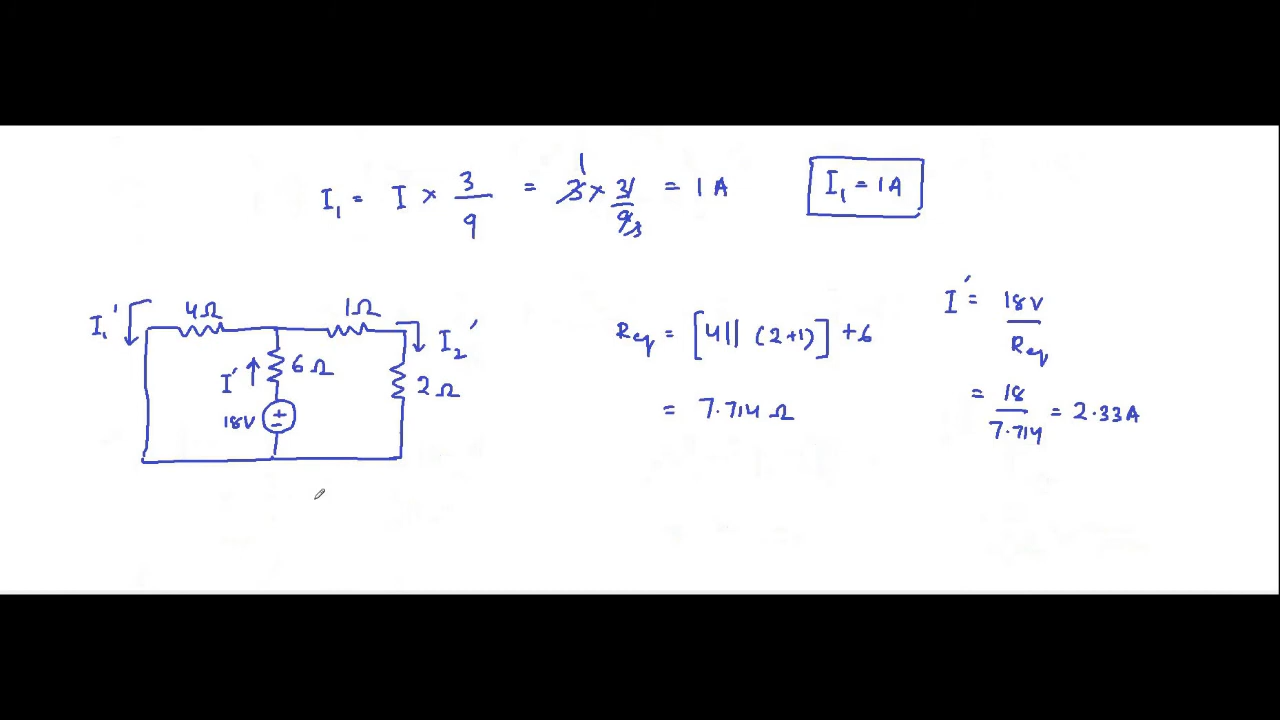 I₁ = I × 3/9 = 3 × 3/9 = 1 A
I₁ = 1A
I₁' 4Ω 1Ω I₂'
I' 6Ω 2Ω
18V + −
Req = [4 || (2+1)] + 6
= 7.714 Ω
I' = 18V/Req
= 18/7.714 = 2.33A